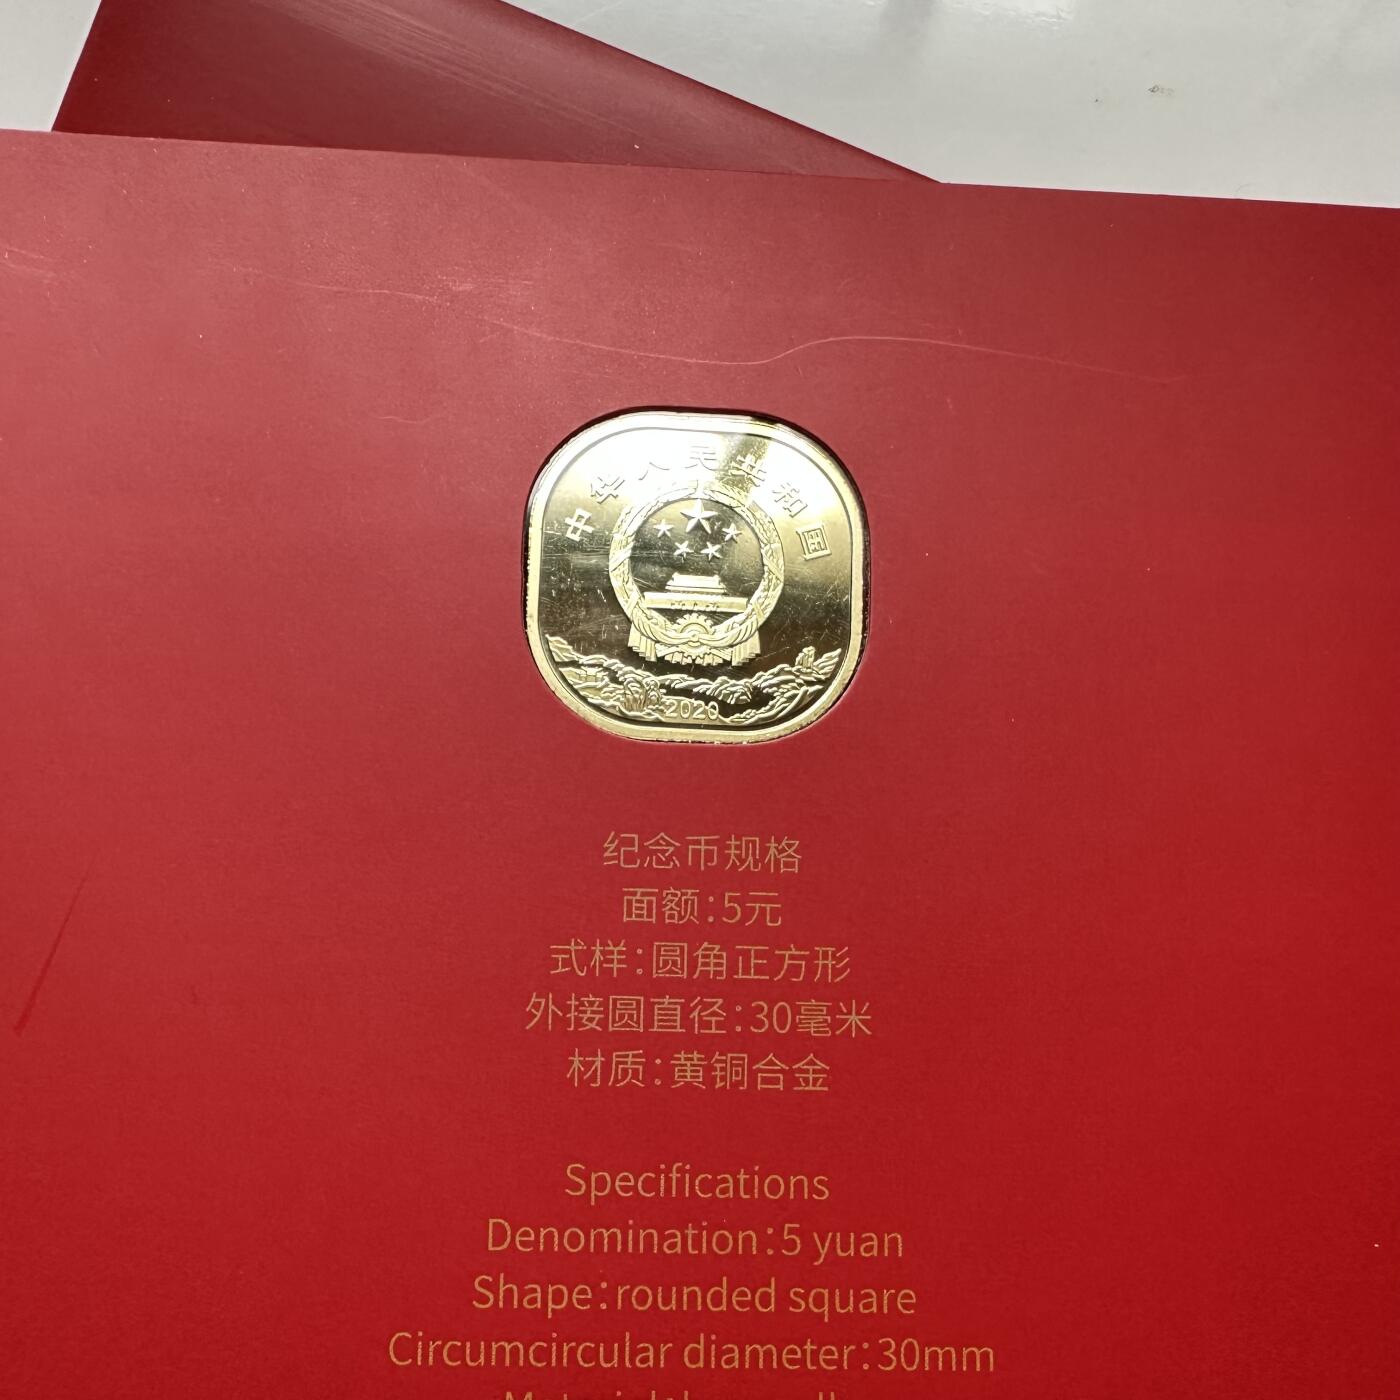 中华人民共和国
2020
纪念币规格
面额:5元
式样:圆角正方形
外接圆直径:30毫米
材质:黄铜合金
Specifications
Denomination:5 yuan
Shape:rounded square
Circumcircular diameter:30mm